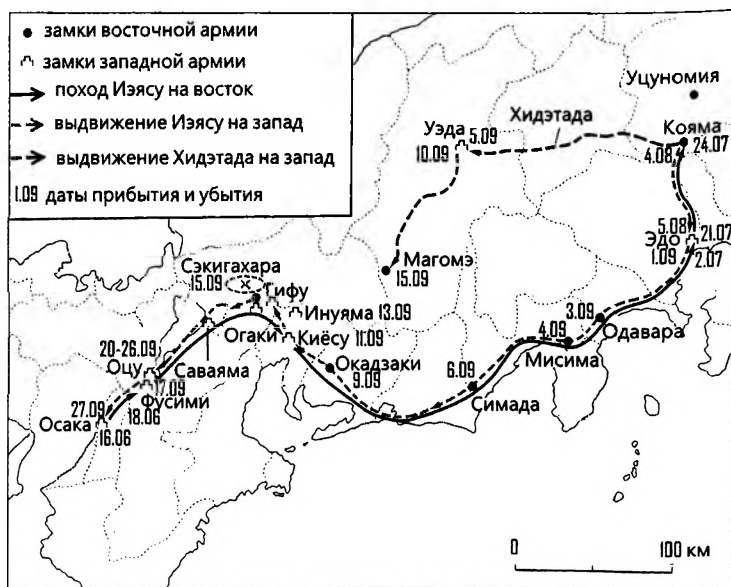 замки восточной армии
замки западной армии
поход Иэясу на восток
выдвижение Иэясу на запад
выдвижение Хидэтада на запад
1.09 даты прибытия и убытия
Уцуномия
Хидэтада
Кояма
Уэда
5.09
10.09
4.08
24.07
5.08
21.07
Эдо
1.09
2.07
Магомэ
15.09
Сэкигахара
15.09
Гифу
Инуяма 13.09
Огаки
Киёсу 11.09
3.09
Одавара
4.09
Мисима
Окадзаки
9.09
6.09
Симада
20-26.09
Оцу
Саваяма
17.09
Фусими
18.06
27.09
Осака
16.06
0
100 км